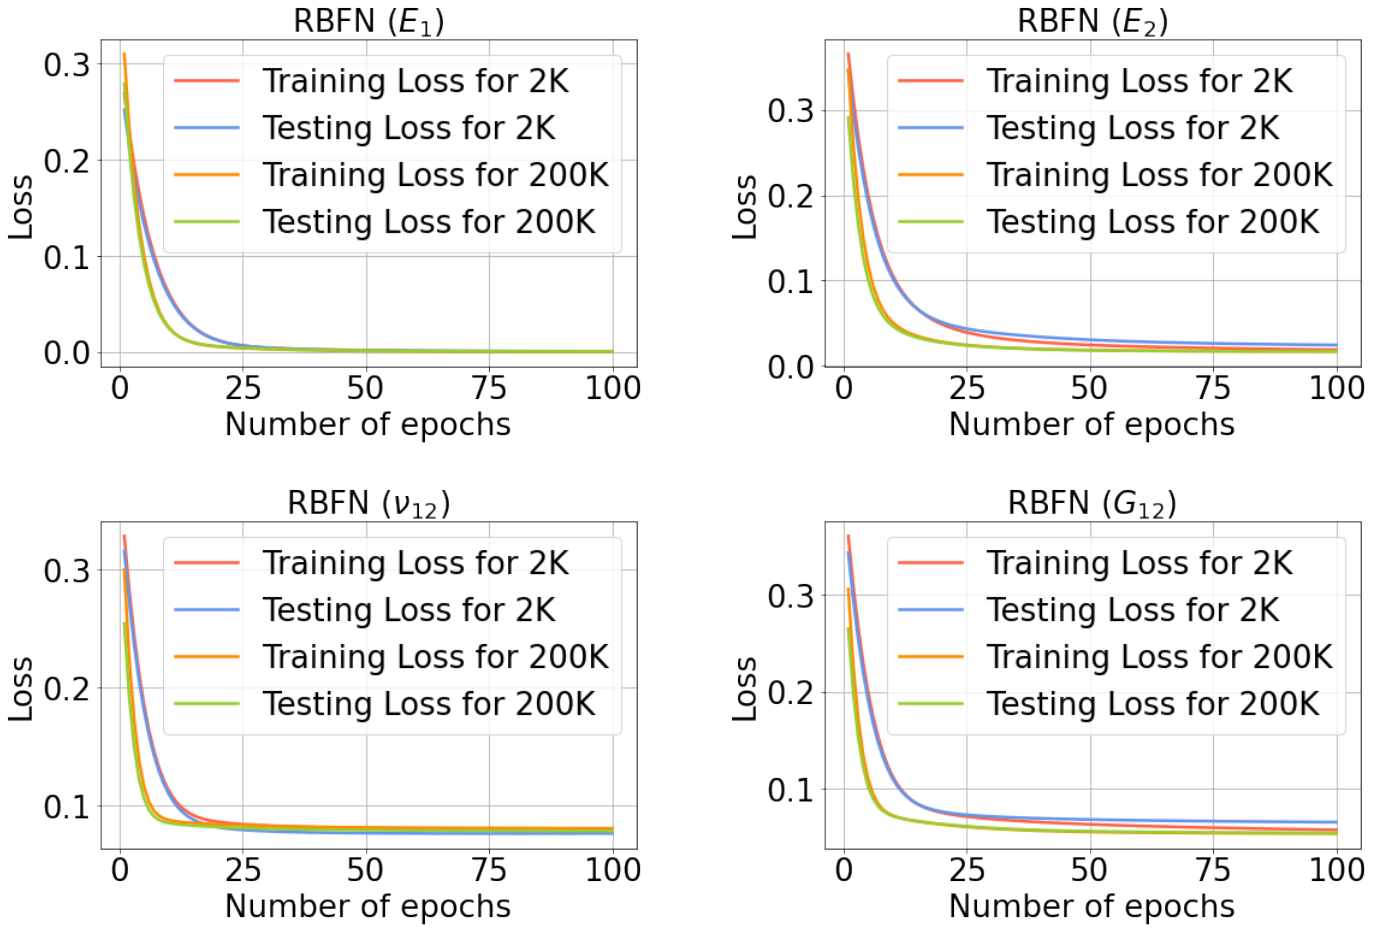 RBFN (E₁)
Loss
0.3
0.2
0.1
0.0
Training Loss for 2K
Testing Loss for 2K
Training Loss for 200K
Testing Loss for 200K
0 25 50 75 100
Number of epochs
RBFN (E₂)
Loss
0.3
0.2
0.1
0.0
Training Loss for 2K
Testing Loss for 2K
Training Loss for 200K
Testing Loss for 200K
0 25 50 75 100
Number of epochs
RBFN (ν₁₂)
Loss
0.3
0.2
0.1
Training Loss for 2K
Testing Loss for 2K
Training Loss for 200K
Testing Loss for 200K
0 25 50 75 100
Number of epochs
RBFN (G₁₂)
Loss
0.3
0.2
0.1
Training Loss for 2K
Testing Loss for 2K
Training Loss for 200K
Testing Loss for 200K
0 25 50 75 100
Number of epochs